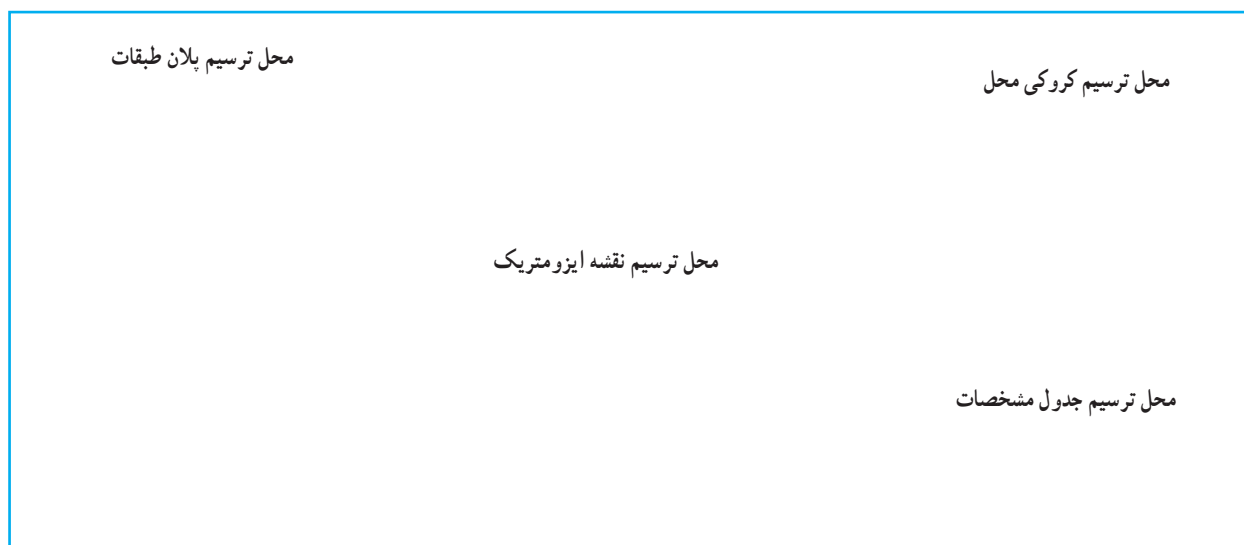 محل ترسیم کروکی محل
محل ترسیم پلان طبقات
محل ترسیم نقشه ایزومتریک
محل ترسیم جدول مشخصات